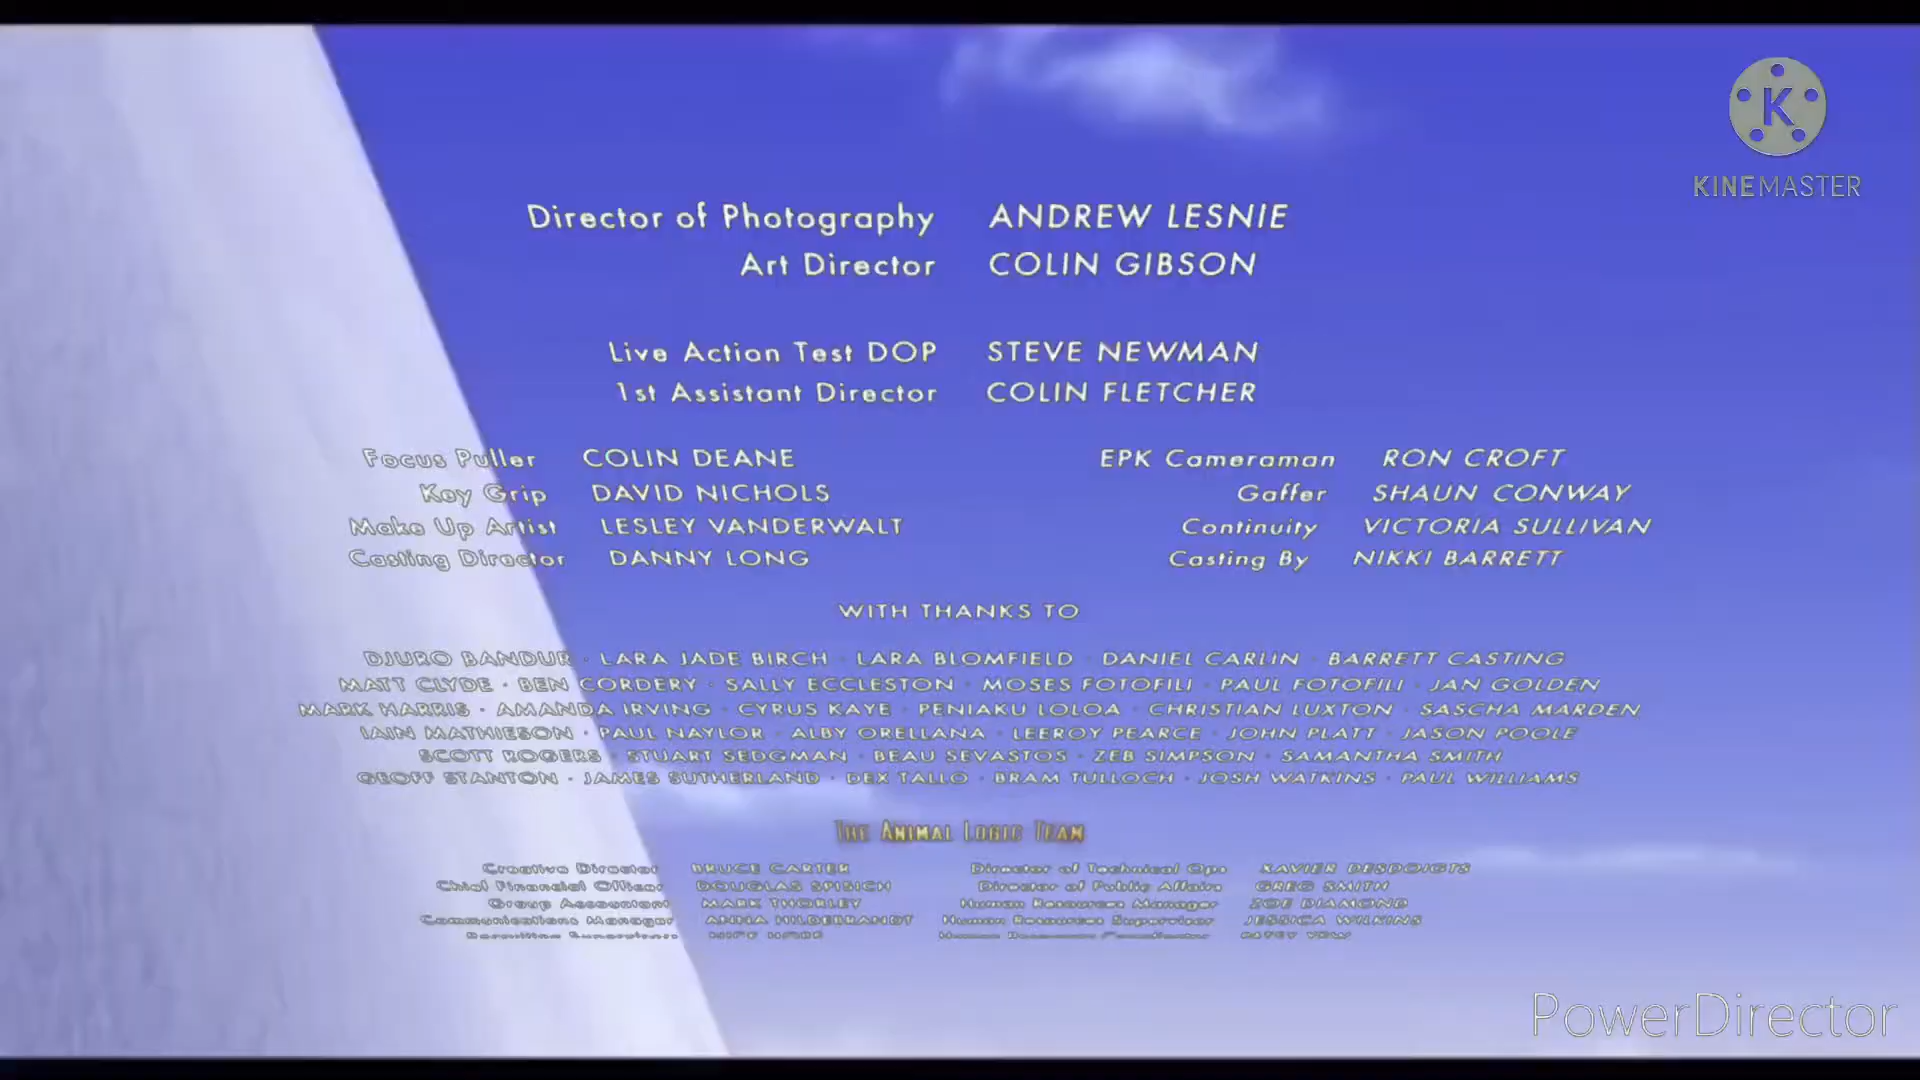 KINEMASTER
Director of Photography ANDREW LESNIE
Art Director COLIN GIBSON
Live Action Test DOP STEVE NEWMAN
1st Assistant Director COLIN FLETCHER
Focus Puller COLIN DEANE EPK Cameraman RON CROFT
Key Grip DAVID NICHOLS Gaffer SHAUN CONWAY
Make Up Artist LESLEY VANDERWALT Continuity VICTORIA SULLIVAN
Casting Director DANNY LONG Casting By NIKKI BARRETT
WITH THANKS TO
DJURO BANDUR · LARA JADE BIRCH · LARA BLOMFIELD · DANIEL CARLIN · BARRETT CASTING
MATT CLYDE · BEN CORDERY · SALLY ECCLESTON · MOSES FOTOFILI · PAUL FOTOFILI · JAN GOLDEN
MARK HARRIS · AMANDA IRVING · CYRUS KAYE · PENIAKU LOLOA · CHRISTIAN LUXTON · SASCHA MARDEN
IAIN MATHIESON · PAUL NAYLOR · ALBY ORELLANA · LEEROY PEARCE · JOHN PLATT · JASON POOLE
SCOTT ROGERS · STUART SEDGMAN · BEAU SEVASTOS · ZEB SIMPSON · SAMANTHA SMITH
GEOFF STANTON · JAMES SUTHERLAND · DEX TALLO · BRAM TULLOCH · JOSH WATKINS · PAUL WILLIAMS
THE ANIMAL LOGIC TEAM
Creative Director BRUCE CARTER Director of Technical Ops XAVIER DESDOIGTS
Chief Financial Officer DOUGLAS SPISICH Director of Public Affairs GREG SMITH
Group Accountant MARK THORLEY Human Resources Manager ZOE DIAMOND
Communications Manager ANNA HILDEBRANDT Human Resources Supervisor JESSICA WILKINS
Human Resources
PowerDirector